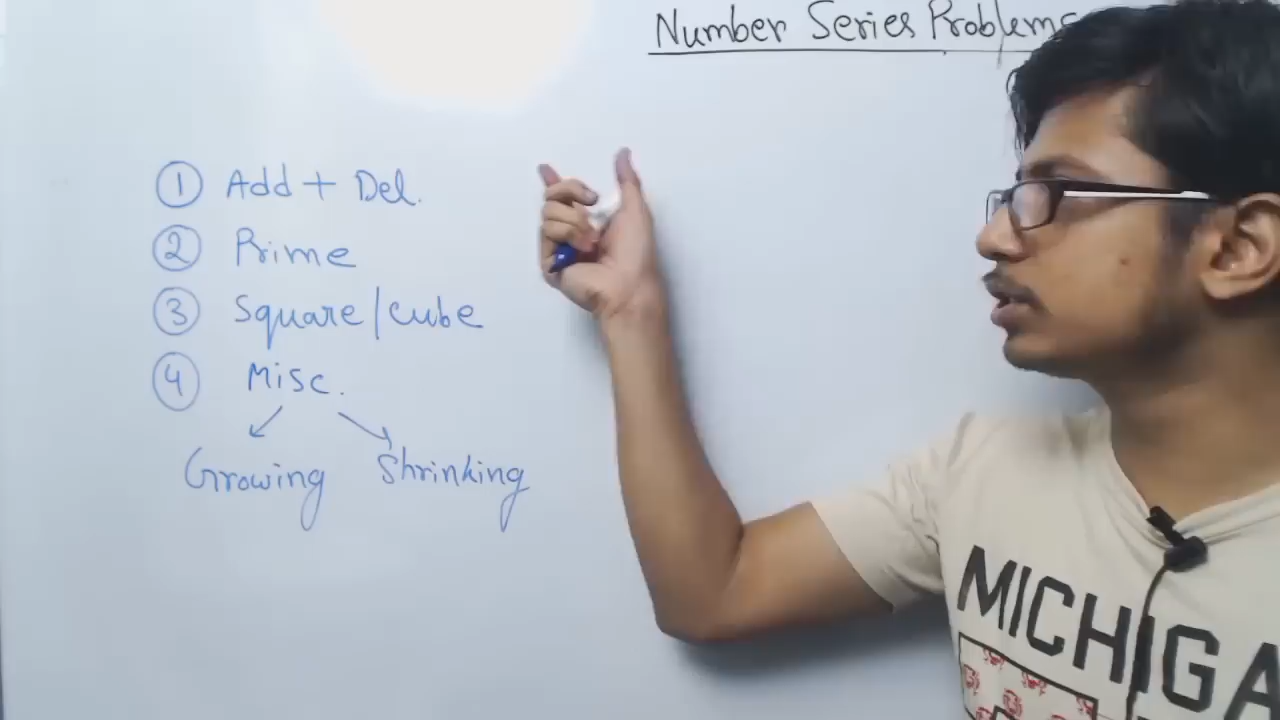 Number Series Problems
① Add + Del.
② Prime
③ Square/cube
④ Misc.
Growing Shrinking
MICHIGA